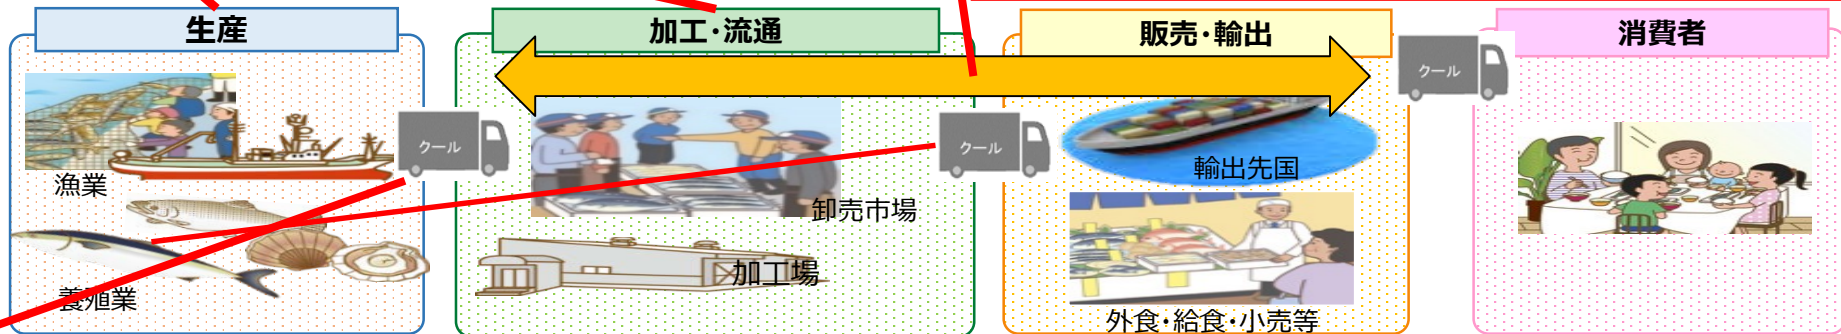 生産
加工・流通
販売・輸出
消費者
クール
クール
クール
漁業
養殖業
卸売市場
加工場
輸出先国
外食・給食・小売等